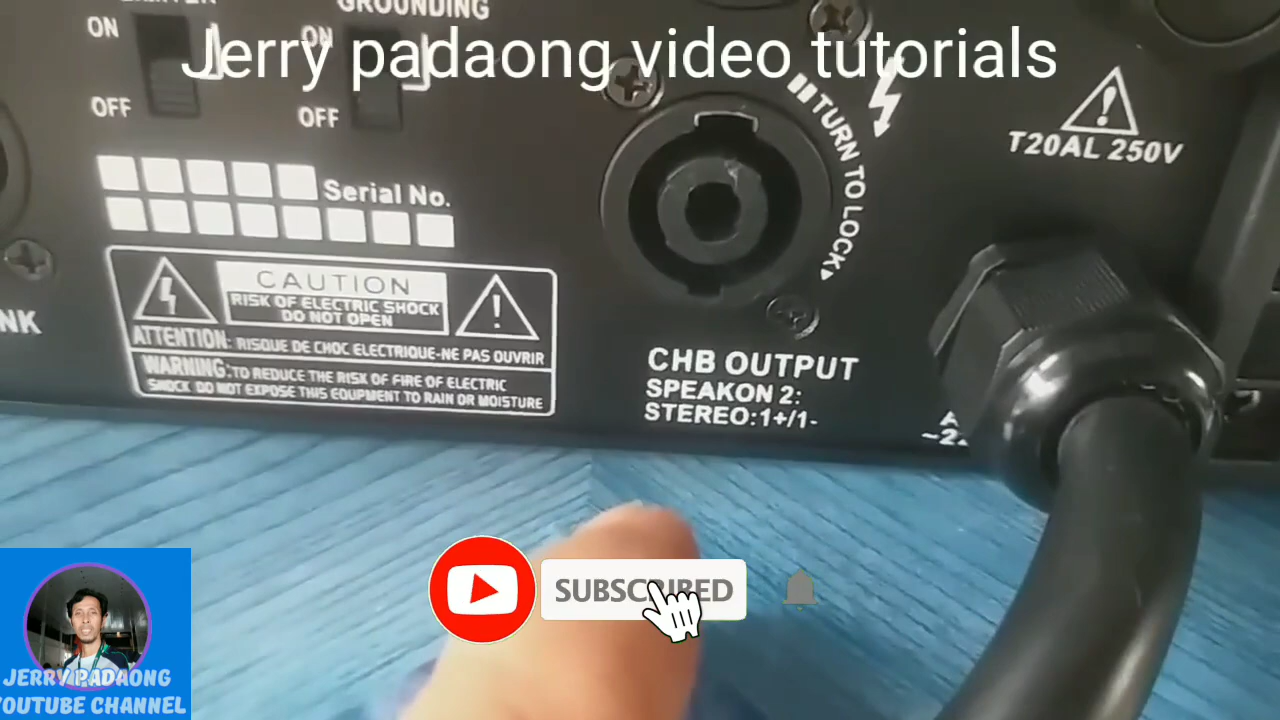 GROUNDING
ON
ON
Jerry padaong video tutorials
OFF
OFF
TURN TO LOCK
T20AL 250V
Serial No.
CAUTION
RISK OF ELECTRIC SHOCK
DO NOT OPEN
ATTENTION: RISQUE DE CHOC ELECTRIQUE-NE PAS OUVRIR
WARNING: TO REDUCE THE RISK OF FIRE OF ELECTRIC
SHOCK DO NOT EXPOSE THIS EQUIPMENT TO RAIN OR MOISTURE
NK
CHB OUTPUT
SPEAKON 2:
STEREO:1+/1-
SUBSCRIBED
JERRY PADAONG
YOUTUBE CHANNEL